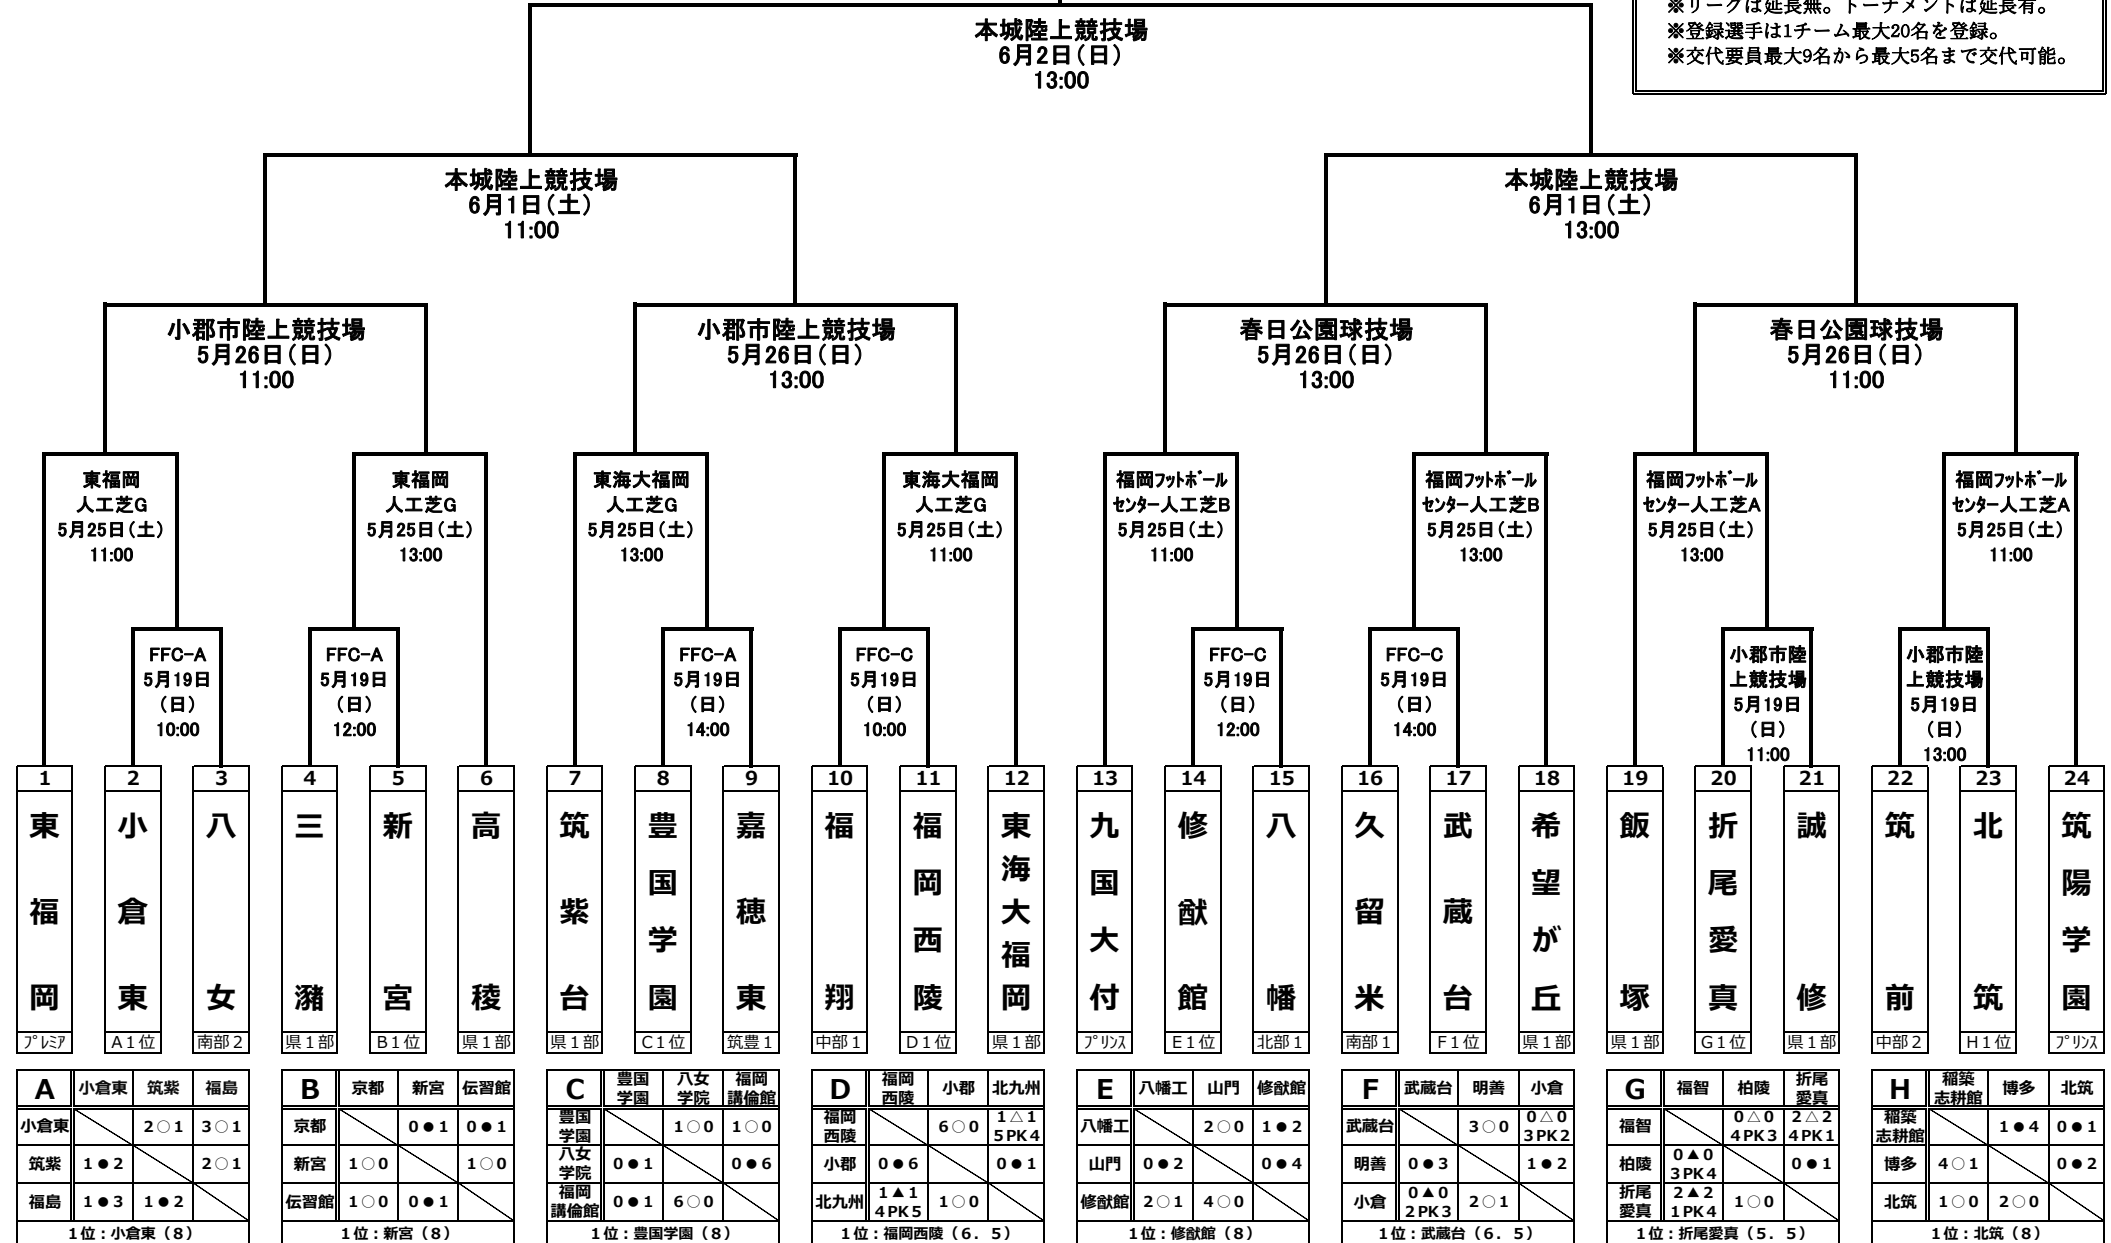 ※リーグは延長無。トーナメントは延長有。
※登録選手は1チーム最大20名を登録。
※交代要員最大9名から最大5名まで交代可能。
本城陸上競技場
6月2日(日)
13:00
本城陸上競技場
6月1日(土)
11:00
本城陸上競技場
6月1日(土)
13:00
小郡市陸上競技場
5月26日(日)
11:00
小郡市陸上競技場
5月26日(日)
13:00
春日公園球技場
5月26日(日)
13:00
春日公園球技場
5月26日(日)
11:00
東福岡
人工芝G
5月25日(土)
11:00
東福岡
人工芝G
5月25日(土)
13:00
東海大福岡
人工芝G
5月25日(土)
13:00
東海大福岡
人工芝G
5月25日(土)
11:00
福岡フットボール
センター人工芝B
5月25日(土)
11:00
福岡フットボール
センター人工芝B
5月25日(土)
13:00
福岡フットボール
センター人工芝A
5月25日(土)
13:00
福岡フットボール
センター人工芝A
5月25日(土)
11:00
FFC-A
5月19日
(日)
10:00
FFC-A
5月19日
(日)
12:00
FFC-A
5月19日
(日)
14:00
FFC-C
5月19日
(日)
10:00
FFC-C
5月19日
(日)
12:00
FFC-C
5月19日
(日)
14:00
小郡市陸
上競技場
5月19日
(日)
11:00
小郡市陸
上競技場
5月19日
(日)
13:00
1 2 3 4 5 6 7 8 9 10 11 12 13 14 15 16 17 18 19 20 21 22 23 24
東福岡
小倉東
八女
三潴
新宮
高稜
筑紫台
豊国学園
嘉穂東
福翔
福岡西陵
東海大福岡
九国大付
修猷館
八幡
久留米
武蔵台
希望が丘
飯塚
折尾愛真
誠修
筑前
北筑
筑陽学園
プレミア A1位 南部2 県1部 B1位 県1部 県1部 C1位 筑豊1 中部1 D1位 県1部 プリンス E1位 北部1 南部1 F1位 県1部 県1部 G1位 県1部 中部2 H1位 プリンス
A 小倉東 筑紫 福島
小倉東 2○1 3○1
筑紫 1●2 2○1
福島 1●3 1●2
1位：小倉東（8）
B 京都 新宮 伝習館
京都 0●1 0●1
新宮 1○0 1○0
伝習館 1○0 0●1
1位：新宮（8）
C 豊国学園 八女学院 福岡講倫館
豊国学園 1○0 1○0
八女学院 0●1 0●6
福岡講倫館 0●1 6○0
1位：豊国学園（8）
D 福岡西陵 小郡 北九州
福岡西陵 6○0 1△1 5PK4
小郡 0●6 0●1
北九州 1▲1 4PK5 1○0
1位：福岡西陵（6．5）
E 八幡工 山門 修猷館
八幡工 2○0 1●2
山門 0●2 0●4
修猷館 2○1 4○0
1位：修猷館（8）
F 武蔵台 明善 小倉
武蔵台 3○0 0△0 3PK2
明善 0●3 1●2
小倉 0▲0 2PK3 2○1
1位：武蔵台（6．5）
G 福智 柏陵 折尾愛真
福智 0△0 4PK3 2△2 4PK1
柏陵 0▲0 3PK4 0●1
折尾愛真 2▲2 1PK4 1○0
1位：折尾愛真（5．5）
H 稲築志耕館 博多 北筑
稲築志耕館 1●4 0●1
博多 4○1 0●2
北筑 1○0 2○0
1位：北筑（8）